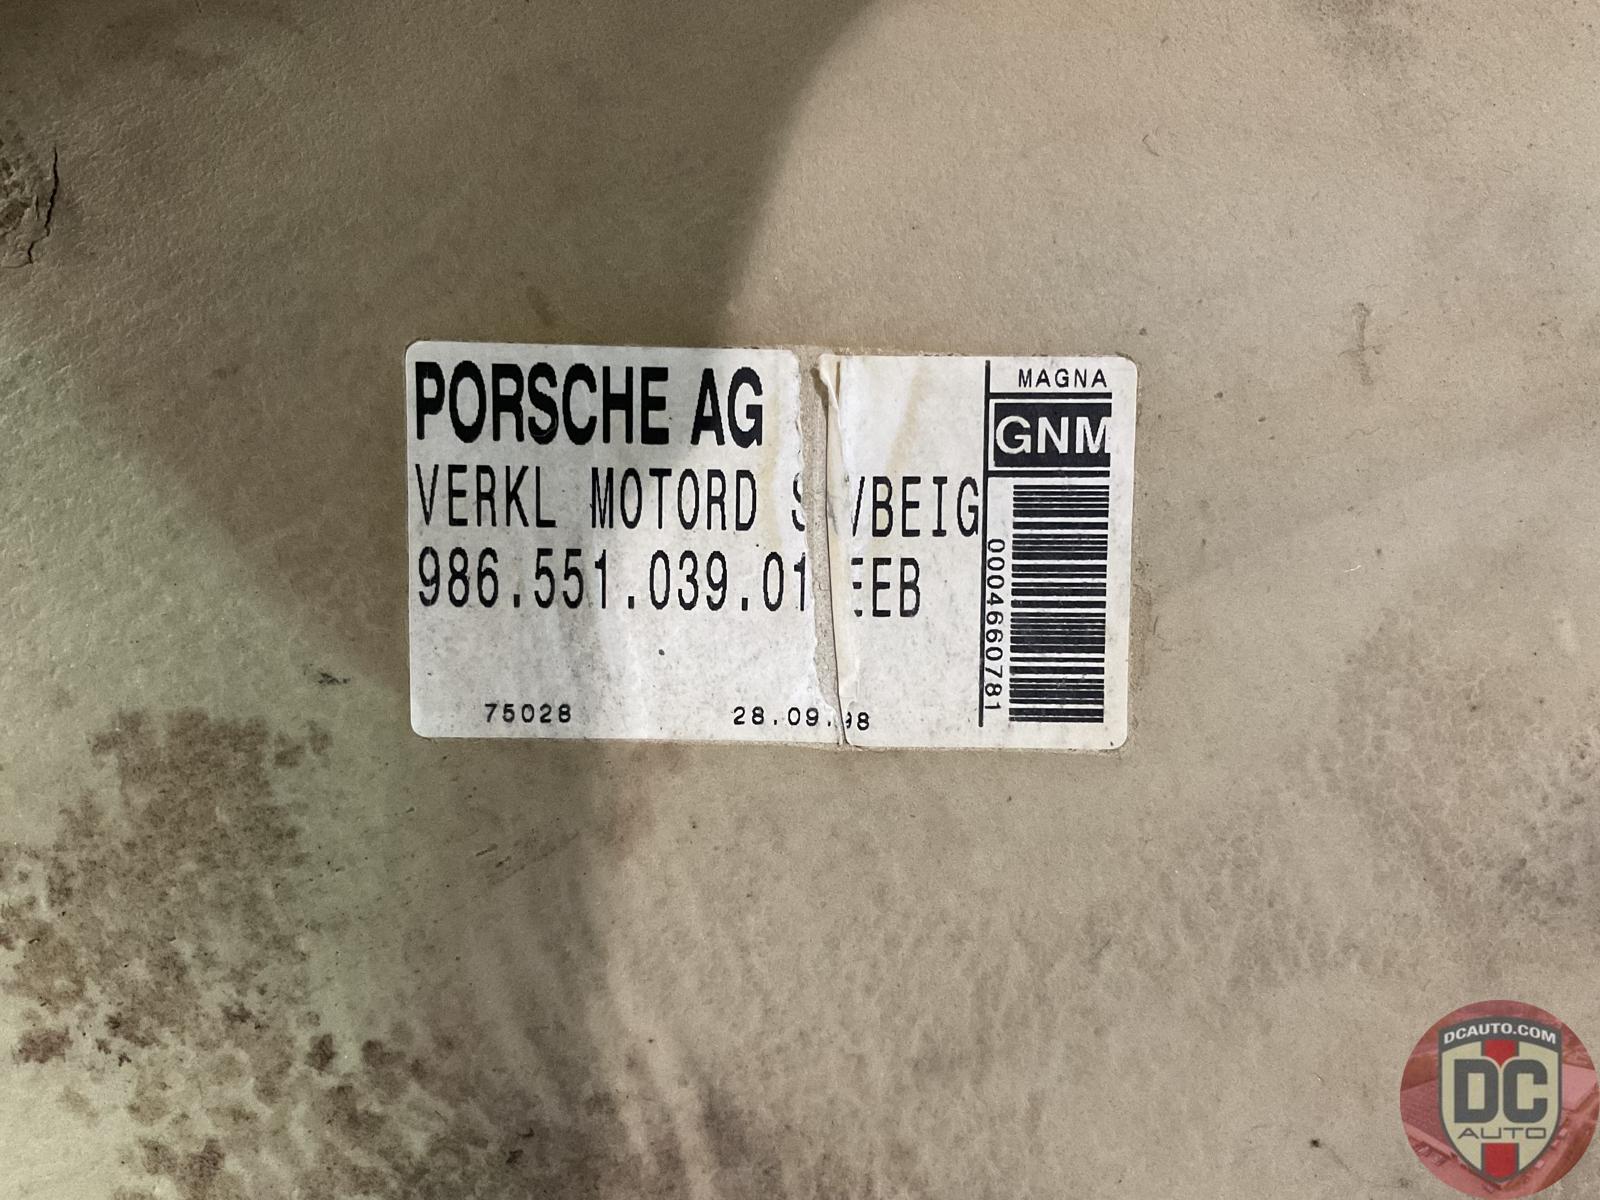 PORSCHE AG
VERKL MOTORD S /BEIG
986.551.039.01 EEB
75028 28.09.98
MAGNA
GNM
0004660781
DCAUTO.COM
DC
AUTO